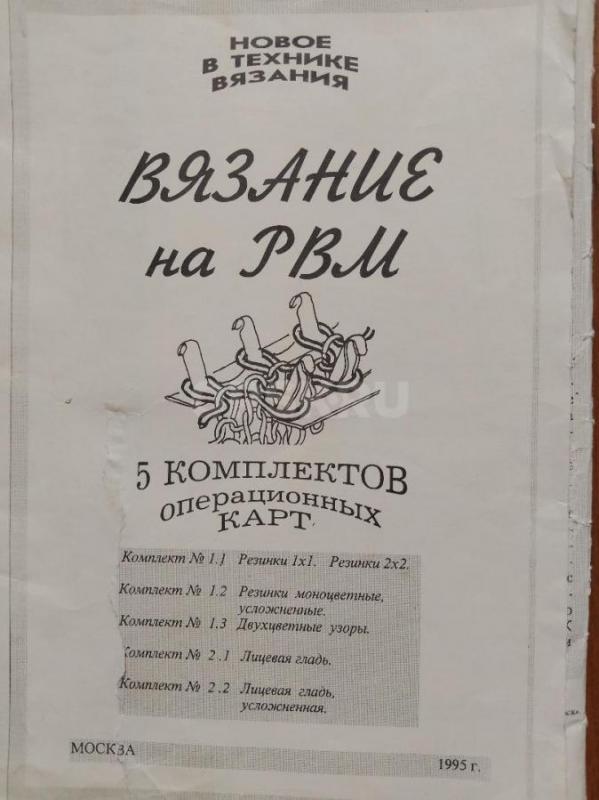 НОВОЕ
В ТЕХНИКЕ
ВЯЗАНИЯ
ВЯЗАНИЕ
на РВМ
5 КОМПЛЕКТОВ
операционных
КАРТ
Комплект № 1.1 Резинки 1х1. Резинки 2х2.
Комплект № 1.2 Резинки моноцветные,
усложненные.
Комплект № 1.3 Двухцветные узоры.
Комплект № 2.1 Лицевая гладь.
Комплект № 2.2 Лицевая гладь,
усложненная.
МОСКВА
1995 г.